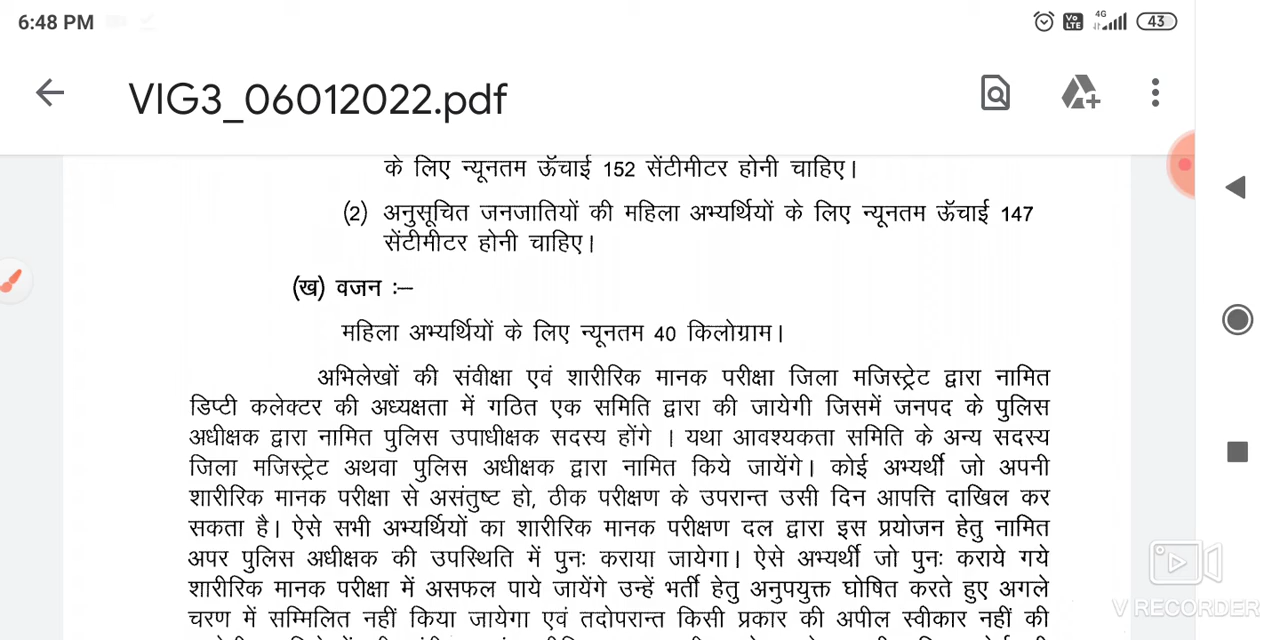 6:48 PM
Vo LTE 4G 43
VIG3_06012022.pdf
के लिए न्यूनतम ऊँचाई 152 सेंटीमीटर होनी चाहिए।
(2) अनुसूचित जनजातियों की महिला अभ्यर्थियों के लिए न्यूनतम ऊँचाई 147
सेंटीमीटर होनी चाहिए।
(ख) वजन :–
महिला अभ्यर्थियों के लिए न्यूनतम 40 किलोग्राम।
अभिलेखों की संवीक्षा एवं शारीरिक मानक परीक्षा जिला मजिस्ट्रेट द्वारा नामित
डिप्टी कलेक्टर की अध्यक्षता में गठित एक समिति द्वारा की जायेगी जिसमें जनपद के पुलिस
अधीक्षक द्वारा नामित पुलिस उपाधीक्षक सदस्य होंगे । यथा आवश्यकता समिति के अन्य सदस्य
जिला मजिस्ट्रेट अथवा पुलिस अधीक्षक द्वारा नामित किये जायेंगे। कोई अभ्यर्थी जो अपनी
शारीरिक मानक परीक्षा से असंतुष्ट हो, ठीक परीक्षण के उपरान्त उसी दिन आपत्ति दाखिल कर
सकता है। ऐसे सभी अभ्यर्थियों का शारीरिक मानक परीक्षण दल द्वारा इस प्रयोजन हेतु नामित
अपर पुलिस अधीक्षक की उपस्थिति में पुनः कराया जायेगा। ऐसे अभ्यर्थी जो पुनः कराये गये
शारीरिक मानक परीक्षा में असफल पाये जायेंगे उन्हें भर्ती हेतु अनुपयुक्त घोषित करते हुए अगले
चरण में सम्मिलित नहीं किया जायेगा एवं तदोपरान्त किसी प्रकार की अपील स्वीकार नहीं की
V RECORDER